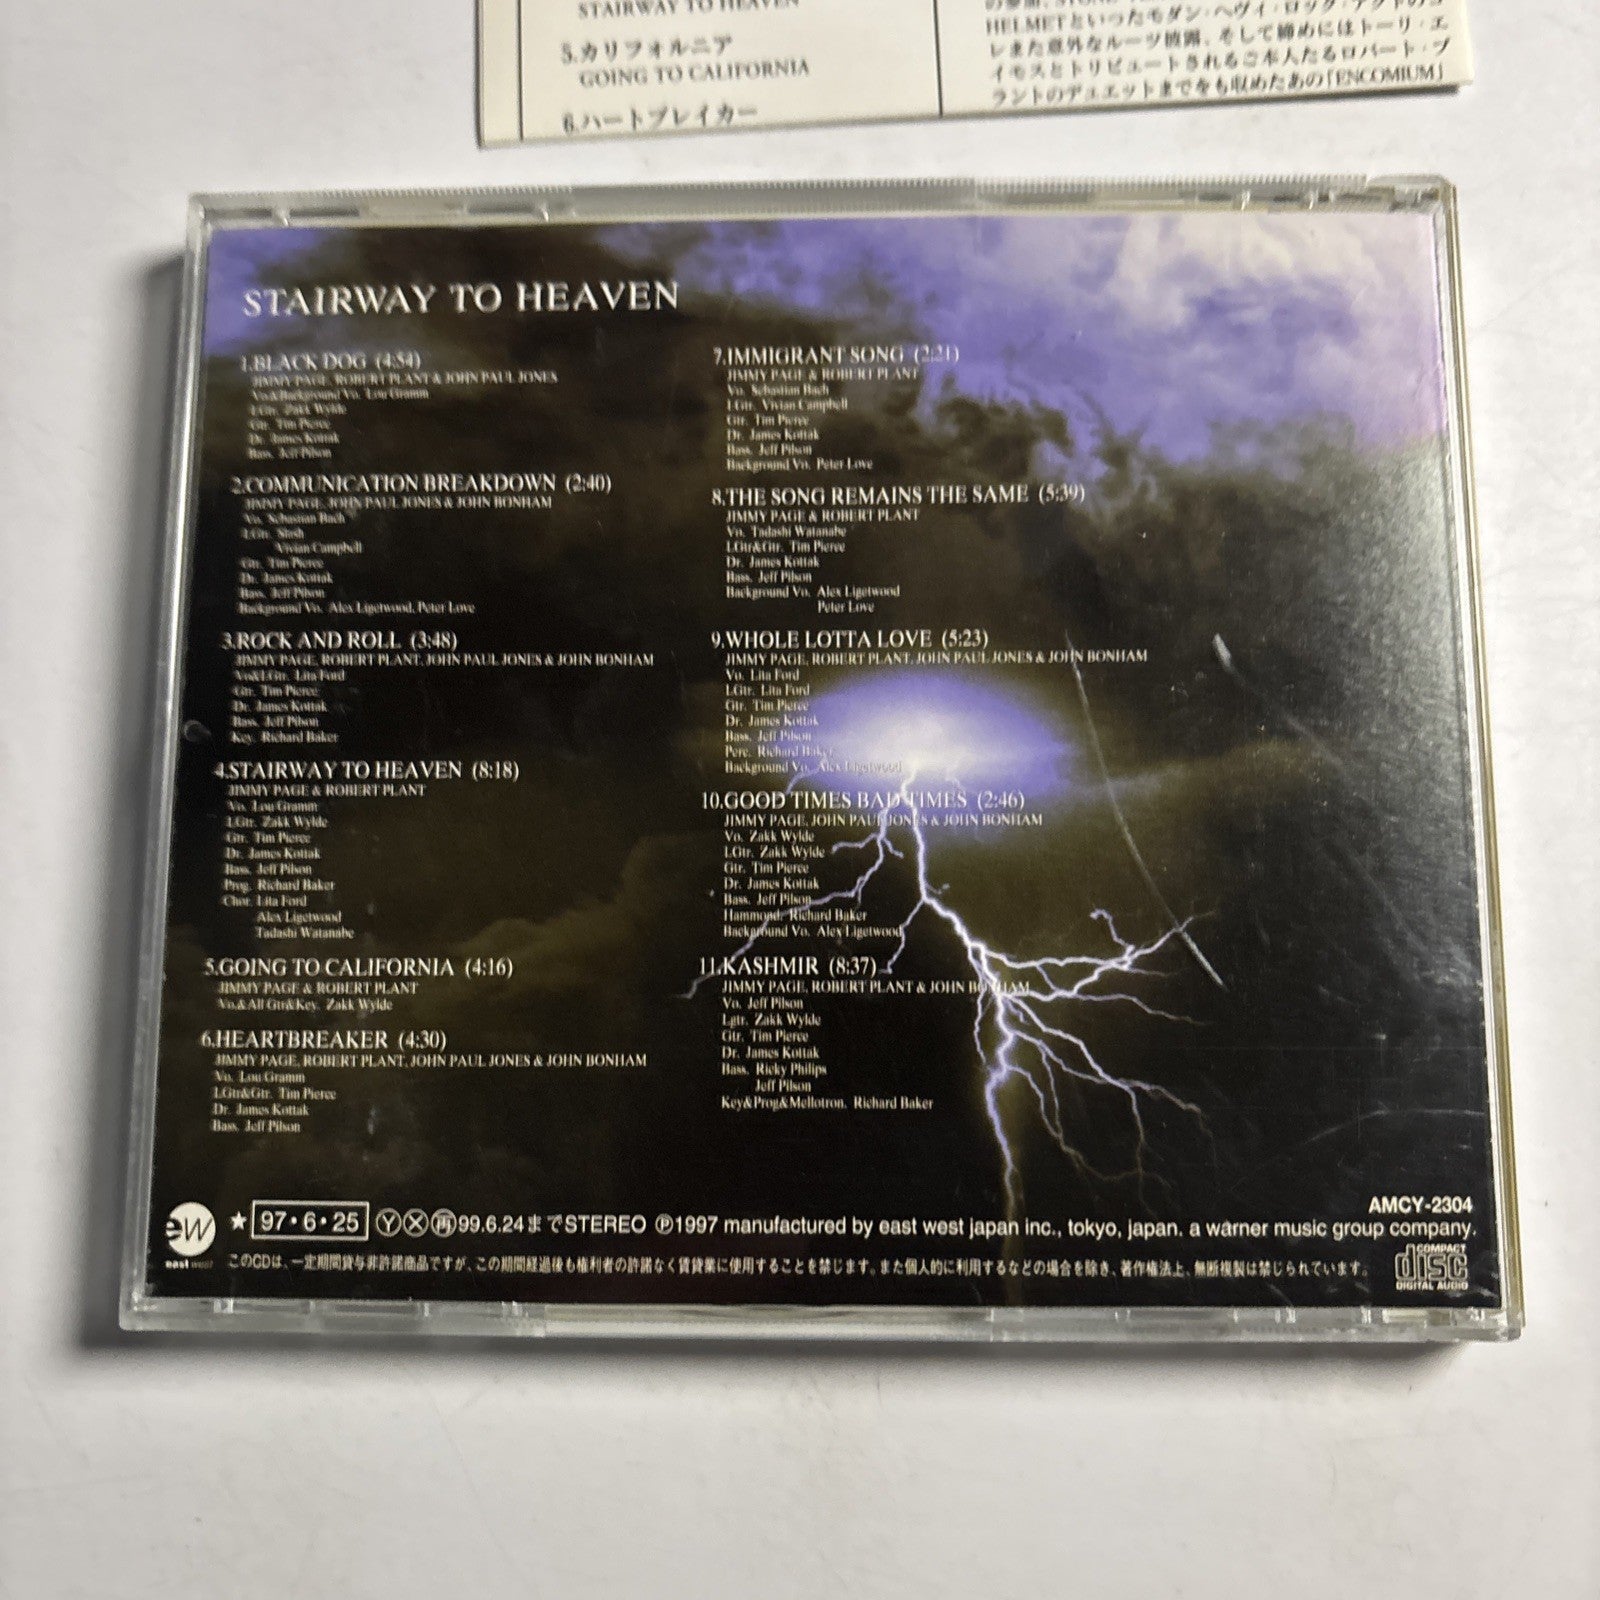 STAIRWAY TO HEAVEN
5.カリフォルニア
GOING TO CALIFORNIA
6.ハートブレイカー
HELMETといったモダン・ヘヴィ・ロック・アクトのコ
レまた意外なルーツ披露、そして締めにはトーリ・エ
イモスとトリビュートされるご本人たるロバート・プ
ラントのデュエットまでをも収めたあの「ENCOMIUM」
STAIRWAY TO HEAVEN
1.BLACK DOG (4:54)
JIMMY PAGE, ROBERT PLANT & JOHN PAUL JONES
Vo.&Background Vo. Lou Gramm
LGtr. Zakk Wylde
Gtr. Tim Pierce
Dr. James Kottak
Bass. Jeff Pilson
2.COMMUNICATION BREAKDOWN (2:40)
JIMMY PAGE, JOHN PAUL JONES & JOHN BONHAM
Vo. Sebastian Bach
LGtr. Slash
Vivian Campbell
Gtr. Tim Pierce
Dr. James Kottak
Bass. Jeff Pilson
Background Vo. Alex Ligetwood, Peter Love
3.ROCK AND ROLL (3:48)
JIMMY PAGE, ROBERT PLANT, JOHN PAUL JONES & JOHN BONHAM
Vo&LGtr. Lita Ford
Gtr. Tim Pierce
Dr. James Kottak
Bass. Jeff Pilson
Key. Richard Baker
4.STAIRWAY TO HEAVEN (8:18)
JIMMY PAGE & ROBERT PLANT
Vo. Lou Gramm
LGtr. Zakk Wylde
Gtr. Tim Pierce
Dr. James Kottak
Bass. Jeff Pilson
Prog. Richard Baker
Chor. Lita Ford
Alex Ligetwood
Tadashi Watanabe
5.GOING TO CALIFORNIA (4:16)
JIMMY PAGE & ROBERT PLANT
Vo.&All Gtr&Key. Zakk Wylde
6.HEARTBREAKER (4:30)
JIMMY PAGE, ROBERT PLANT, JOHN PAUL JONES & JOHN BONHAM
Vo. Lou Gramm
LGtr&Gtr. Tim Pierce
Dr. James Kottak
Bass. Jeff Pilson
7.IMMIGRANT SONG (2:21)
JIMMY PAGE & ROBERT PLANT
Vo. Sebastian Bach
LGtr. Vivian Campbell
Gtr. Tim Pierce
Dr. James Kottak
Bass. Jeff Pilson
Background Vo. Peter Love
8.THE SONG REMAINS THE SAME (5:39)
JIMMY PAGE & ROBERT PLANT
Vo. Tadashi Watanabe
LGtr&Gtr. Tim Pierce
Dr. James Kottak
Bass. Jeff Pilson
Background Vo. Alex Ligetwood
Peter Love
9.WHOLE LOTTA LOVE (5:23)
JIMMY PAGE, ROBERT PLANT, JOHN PAUL JONES & JOHN BONHAM
Vo. Lita Ford
LGtr. Lita Ford
Gtr. Tim Pierce
Dr. James Kottak
Bass. Jeff Pilson
Perc. Richard Baker
Background Vo. Alex Ligetwood
10.GOOD TIMES BAD TIMES (2:46)
JIMMY PAGE, JOHN PAUL JONES & JOHN BONHAM
Vo. Zakk Wylde
LGtr. Zakk Wylde
Gtr. Tim Pierce
Dr. James Kottak
Bass. Jeff Pilson
Hammond. Richard Baker
Background Vo. Alex Ligetwood
11.KASHMIR (8:37)
JIMMY PAGE, ROBERT PLANT & JOHN BONHAM
Vo. Jeff Pilson
Lgtr. Zakk Wylde
Gtr. Tim Pierce
Dr. James Kottak
Bass. Ricky Philips
Jeff Pilson
Key&Prog&Mellotron. Richard Baker
AMCY-2304
ew east west
★ 97・6・25 Ⓨ Ⓧ ㊞99.6.24まで STEREO ℗1997 manufactured by east west japan inc., tokyo, japan. a warner music group company.
このCDは、一定期間貸与非許諾商品ですが、この期間経過後も権利者の許諾なく賃貸業に使用することを禁じます。また個人的に利用するなどの場合を除き、著作権法上、無断複製は禁じられています。
COMPACT disc DIGITAL AUDIO